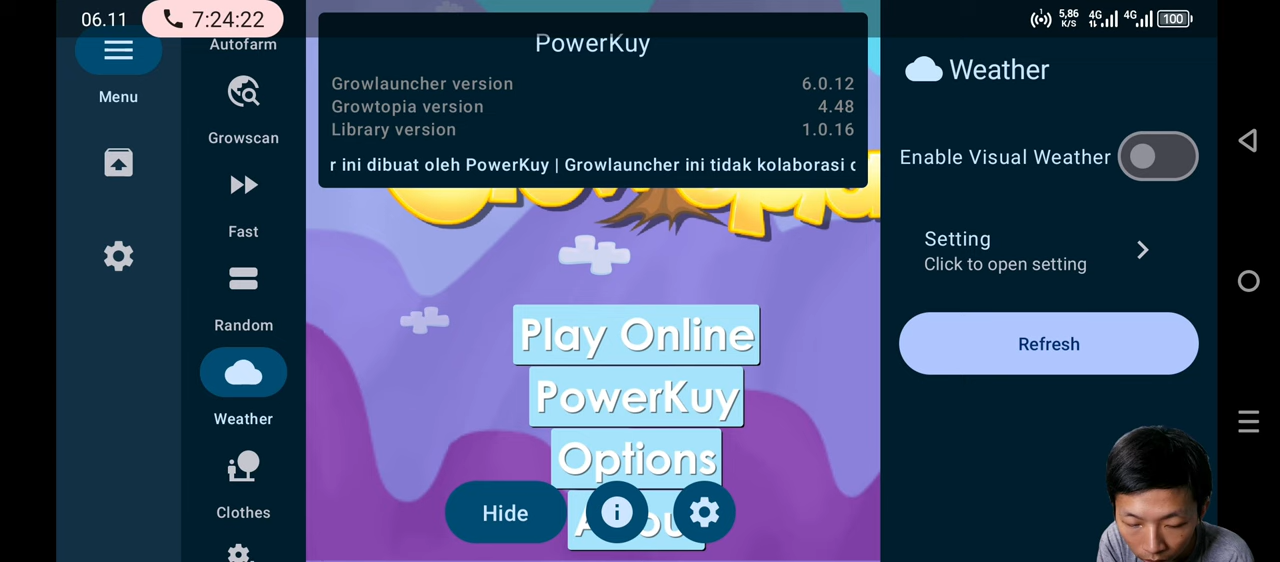 06.11
7:24:22
5,86
K/S
4G
4G
100
Menu
Autofarm
Growscan
Fast
Random
Weather
Clothes
PowerKuy
Growlauncher version 6.0.12
Growtopia version 4.48
Library version 1.0.16
r ini dibuat oleh PowerKuy | Growlauncher ini tidak kolaborasi
Play Online
PowerKuy
Options
Hide
Weather
Enable Visual Weather
Setting
Click to open setting
Refresh